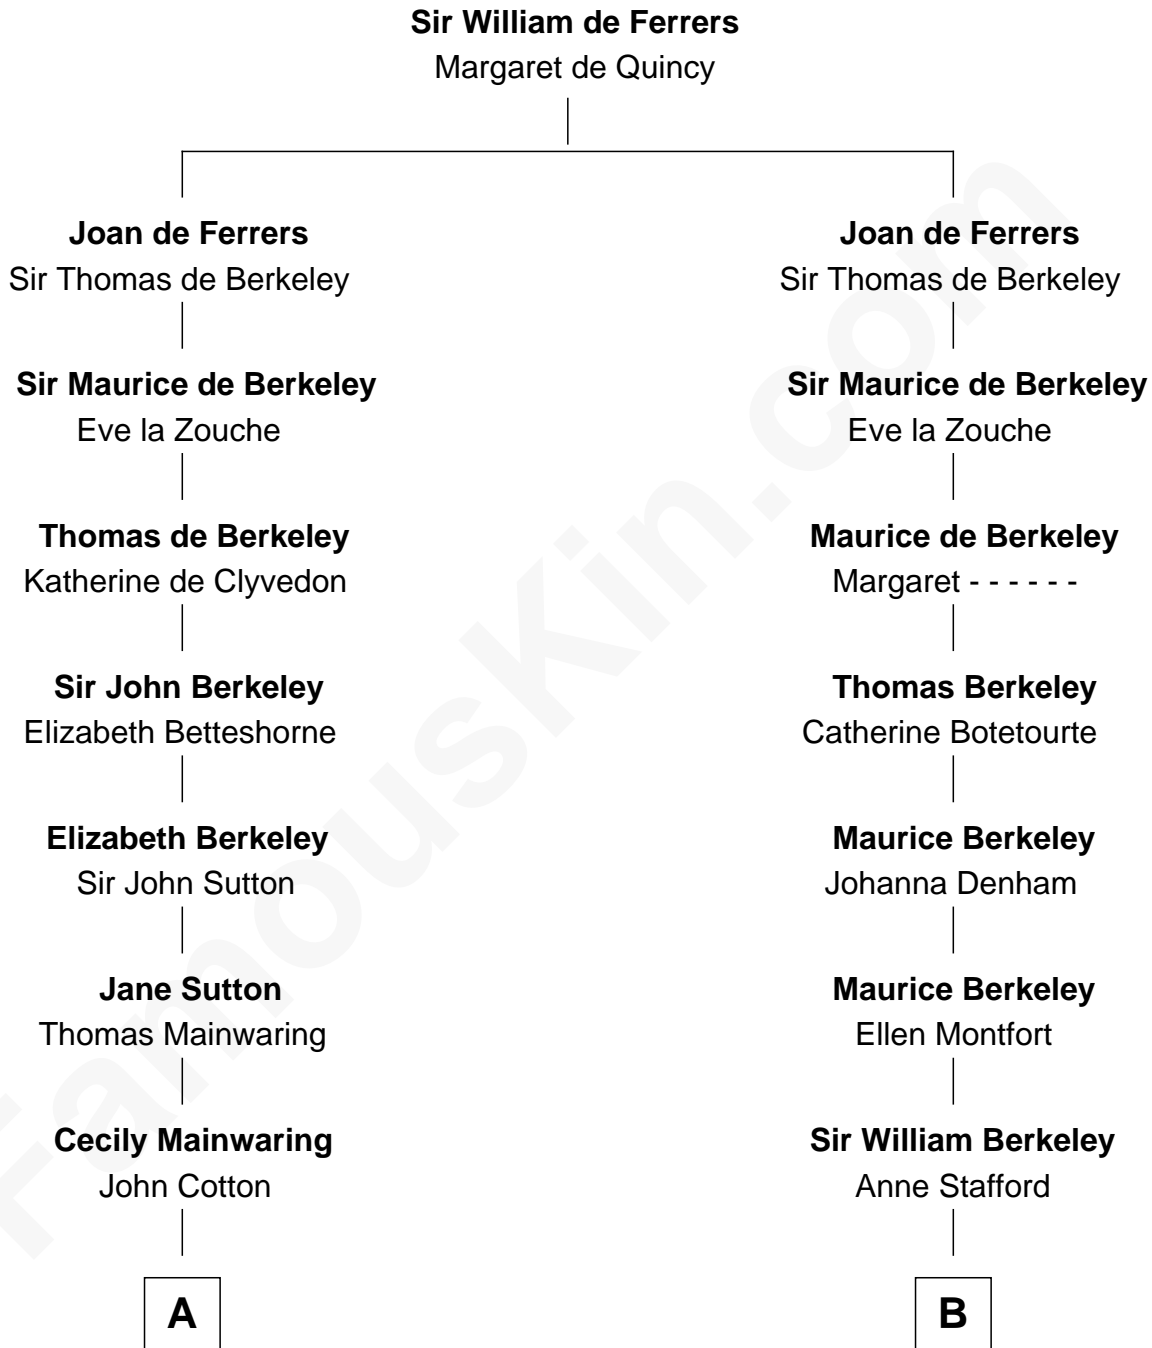 Sir William de Ferrers
Margaret de Quincy
Joan de Ferrers
Sir Thomas de Berkeley
Joan de Ferrers
Sir Thomas de Berkeley
Sir Maurice de Berkeley
Eve la Zouche
Sir Maurice de Berkeley
Eve la Zouche
Thomas de Berkeley
Katherine de Clyvedon
Maurice de Berkeley
Margaret - - - - - -
Sir John Berkeley
Elizabeth Betteshorne
Thomas Berkeley
Catherine Botetourte
Elizabeth Berkeley
Sir John Sutton
Maurice Berkeley
Johanna Denham
Jane Sutton
Thomas Mainwaring
Maurice Berkeley
Ellen Montfort
Cecily Mainwaring
John Cotton
Sir William Berkeley
Anne Stafford
A
B
FamousKin.com